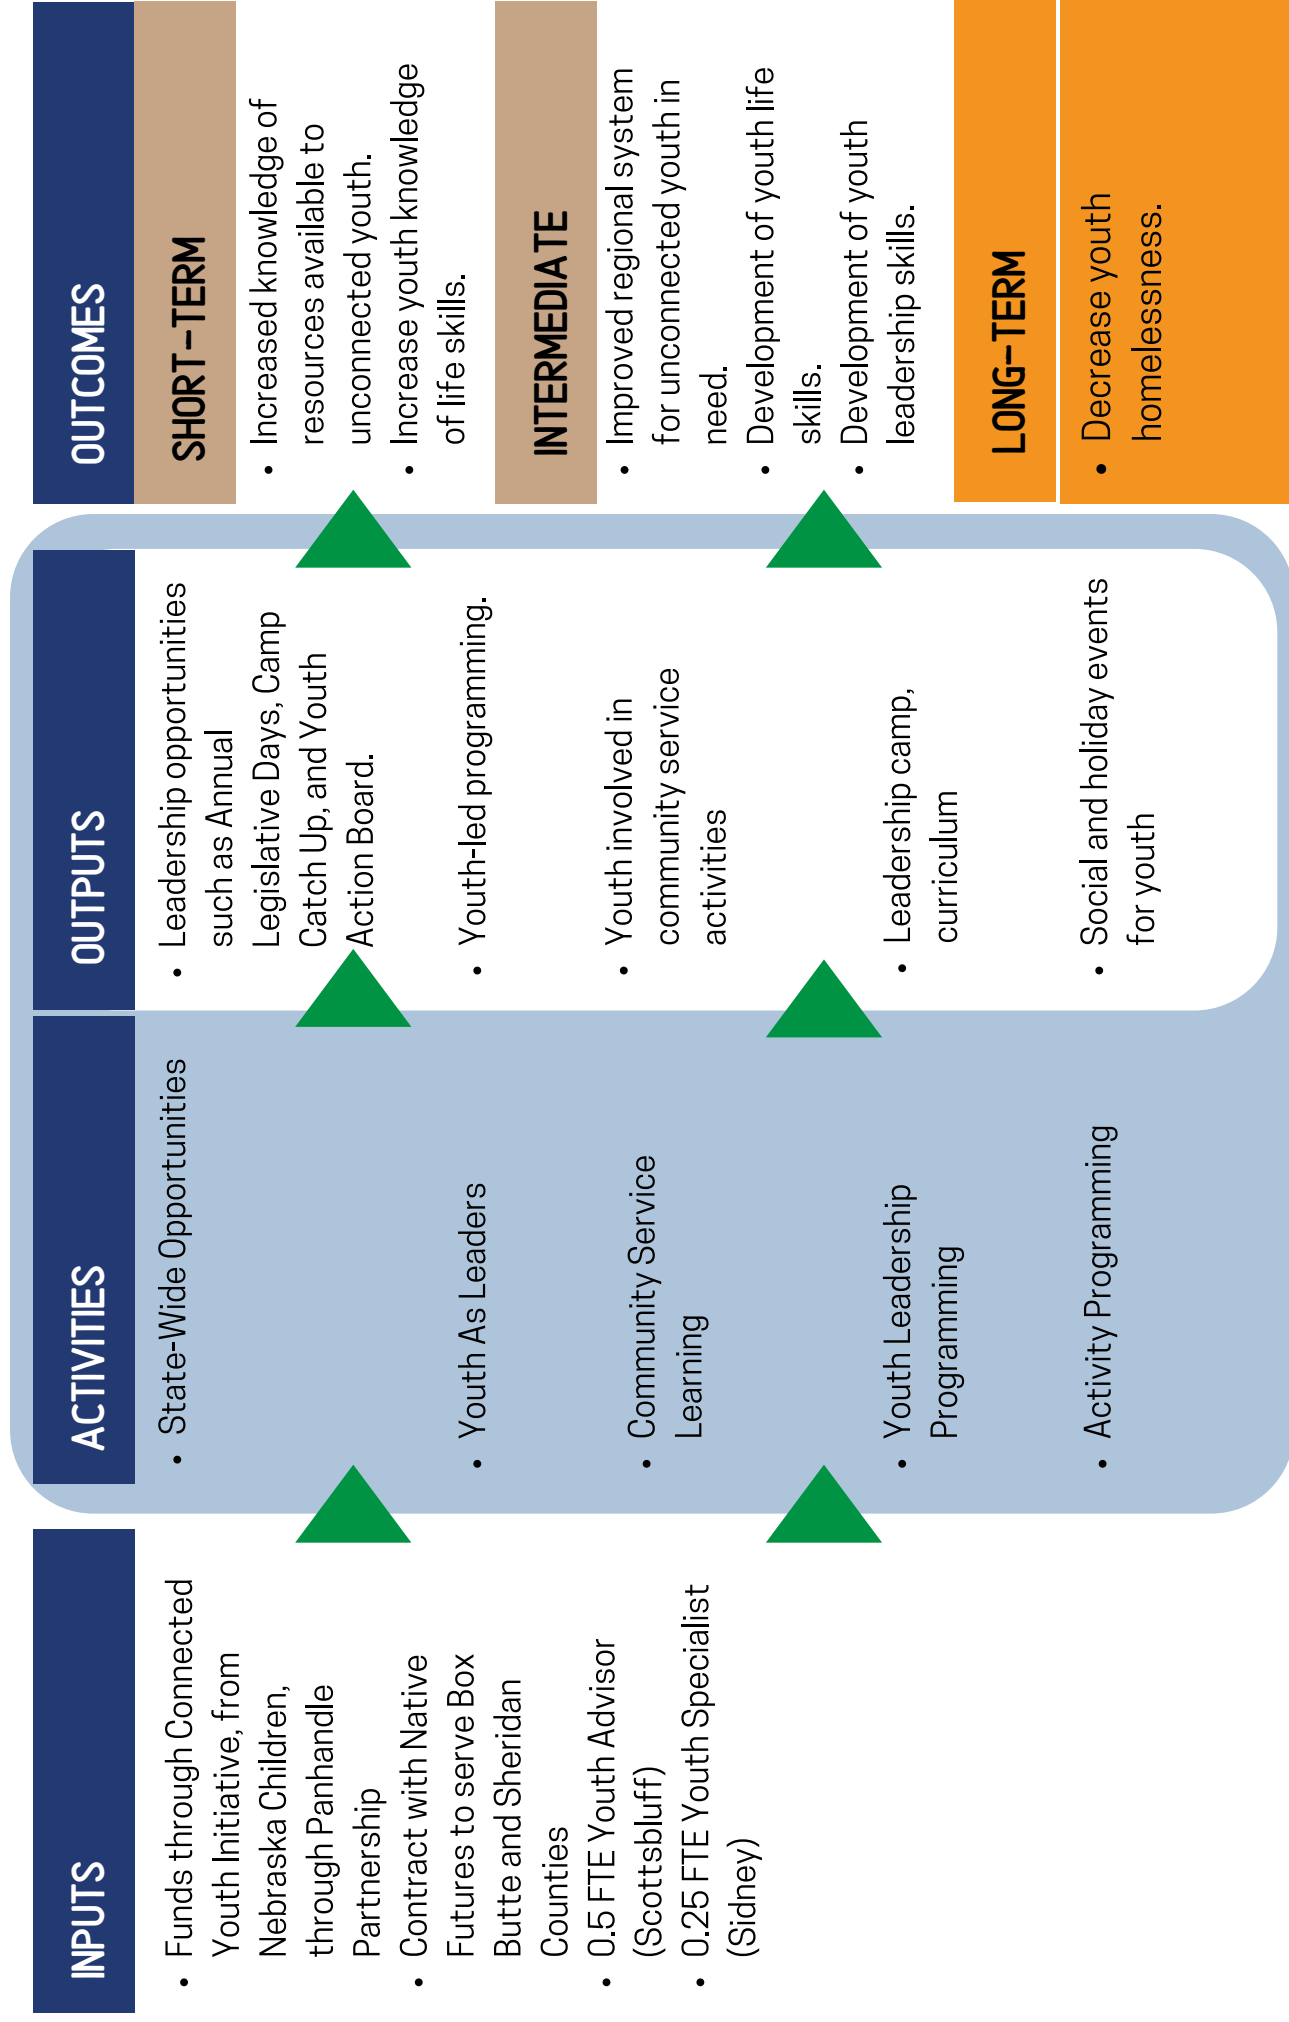 INPUTS
• Funds through Connected
Youth Initiative, from
Nebraska Children,
through Panhandle
Partnership
• Contract with Native
Futures to serve Box
Butte and Sheridan
Counties
• 0.5 FTE Youth Advisor
(Scottsbluff)
• 0.25 FTE Youth Specialist
(Sidney)
ACTIVITIES
• State-Wide Opportunities
• Youth As Leaders
• Community Service
Learning
• Youth Leadership
Programming
• Activity Programming
OUTPUTS
• Leadership opportunities
such as Annual
Legislative Days, Camp
Catch Up, and Youth
Action Board.
• Youth-led programming.
• Youth involved in
community service
activities
• Leadership camp,
curriculum
• Social and holiday events
for youth
OUTCOMES
SHORT-TERM
• Increased knowledge of
resources available to
unconnected youth.
• Increase youth knowledge
of life skills.
INTERMEDIATE
• Improved regional system
for unconnected youth in
need.
• Development of youth life
skills.
• Development of youth
leadership skills.
LONG-TERM
• Decrease youth
homelessness.